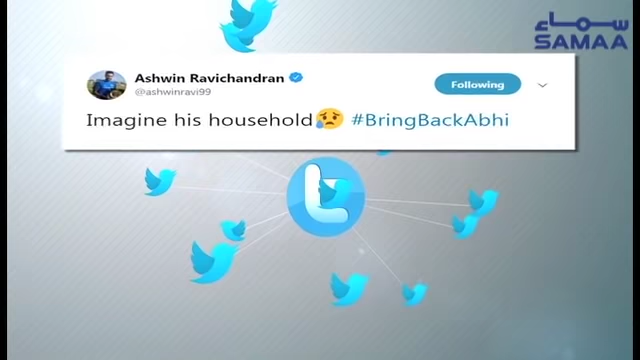 سماء
SAMAA
Ashwin Ravichandran
@ashwinravi99
Following
Imagine his household😥 #BringBackAbhi